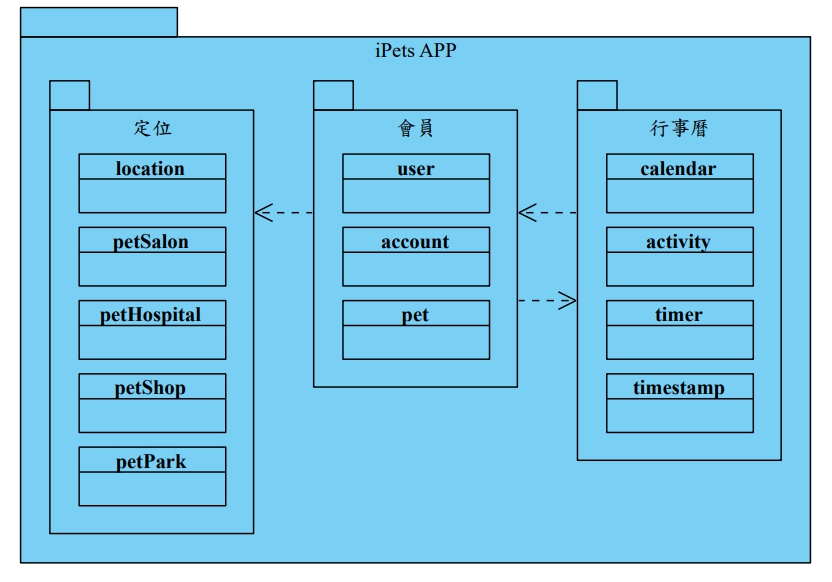 iPets APP
定位
location
petSalon
petHospital
petShop
petPark
會員
user
account
pet
行事曆
calendar
activity
timer
timestamp